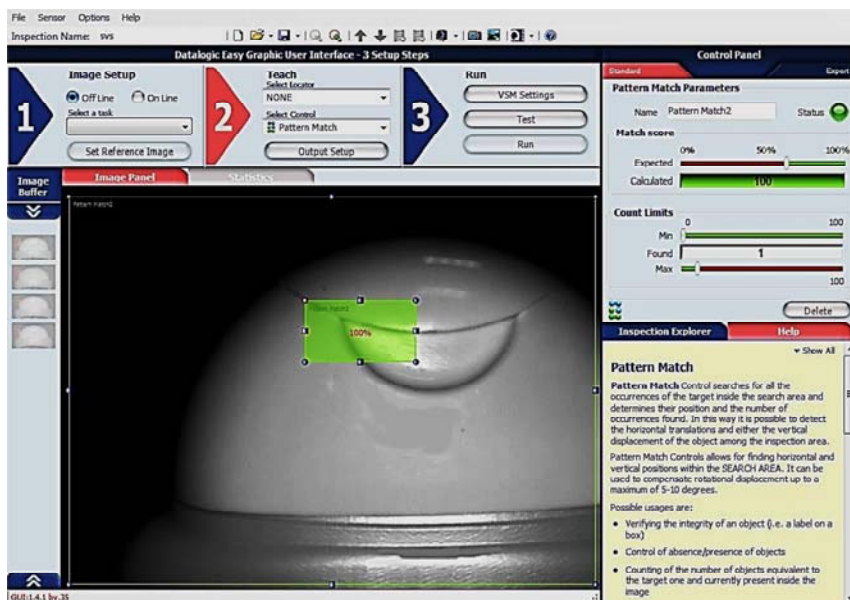 File Sensor Options Help
Inspection Name: svs
Datalogic Easy Graphic User Interface - 3 Setup Steps
1
Image Setup
Off Line On Line
Select a task
Set Reference Image
2
Teach
Select Locator
NONE
Select Control
Pattern Match
Output Setup
3
Run
VSM Settings
Test
Run
Image Buffer
Image Panel Statistics
Pattern Match2
Pattern Match2
100%
GUI:1.4.1 by.35
Control Panel
Standard Expert
Pattern Match Parameters
Name Pattern Match2 Status
Match score
0% 50% 100%
Expected
Calculated 100
Count Limits
0 100
Min
Found 1
Max
100
Delete
Inspection Explorer Help
Show All
Pattern Match
Pattern Match Control searches for all the
occurrences of the target inside the search area and
determines their position and the number of
occurrences found. In this way it is possible to detect
the horizontal translations and either the vertical
displacement of the object among the inspection area.
Pattern Match Controls allows for finding horizontal and
vertical positions within the SEARCH AREA. It can be
used to compensate rotational displacement up to a
maximum of 5-10 degrees.
Possible usages are:
• Verifying the integrity of an object (i.e. a label on a
box)
• Control of absence/presence of objects
• Counting of the number of objects equivalent to
the target one and currently present inside the
image